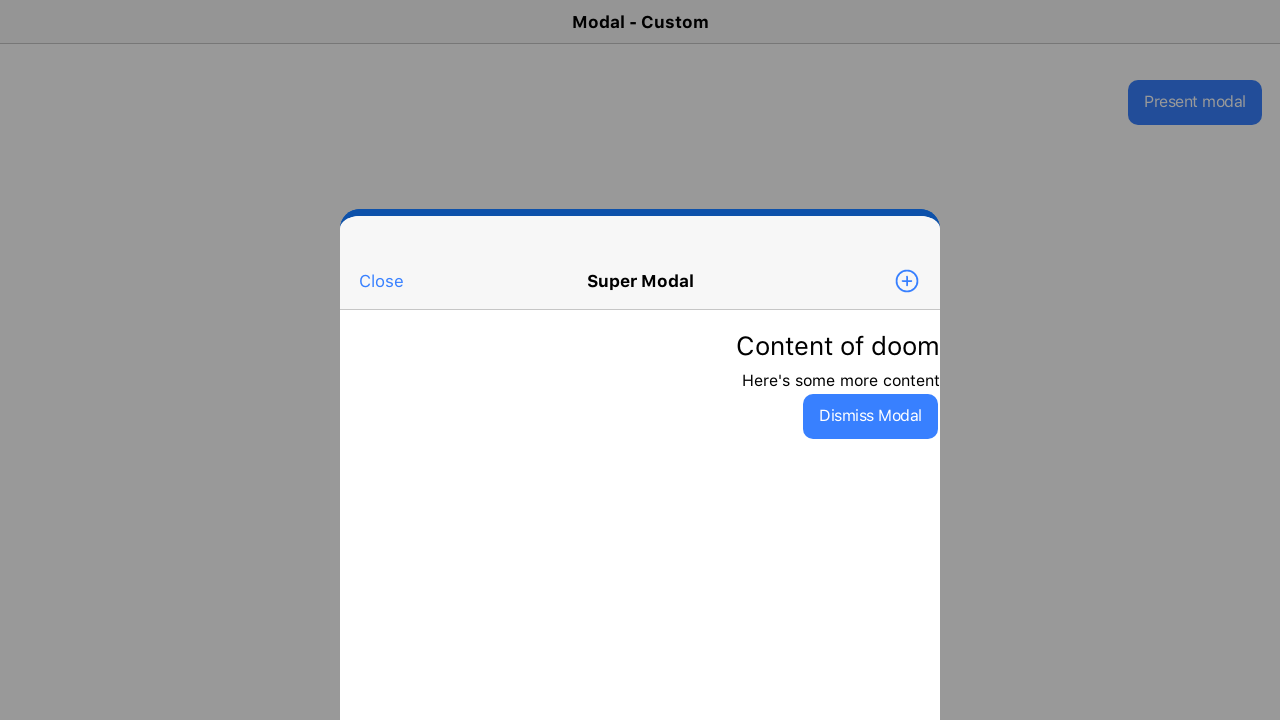 Modal - Custom
Present modal
Close
Super Modal
Content of doom
Here's some more content
Dismiss Modal